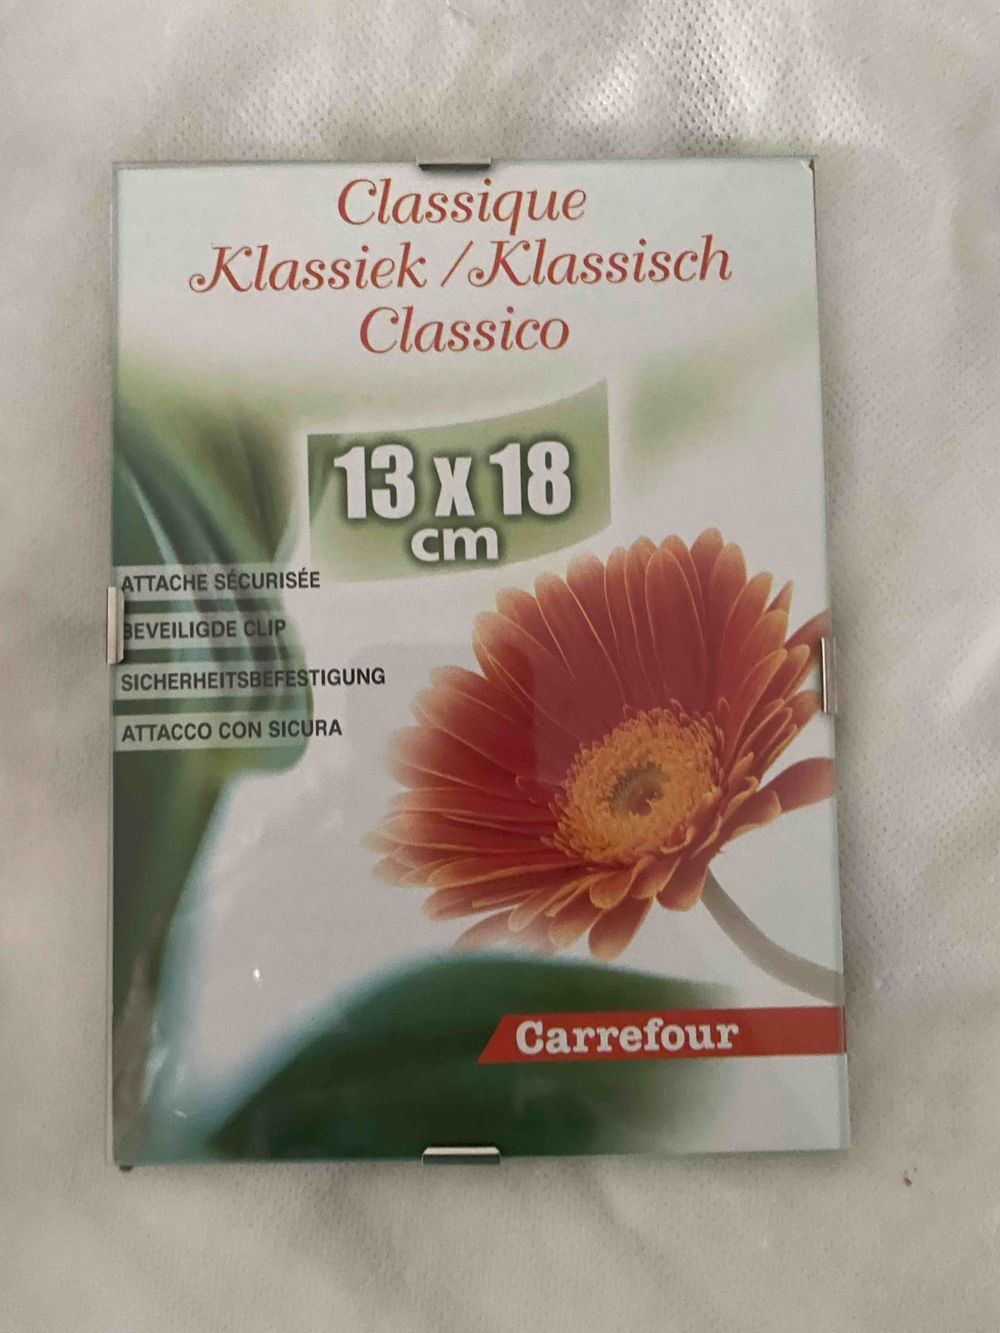 Classique
Klassiek / Klassisch
Classico
13 x 18
cm
ATTACHE SÉCURISÉE
BEVEILIGDE CLIP
SICHERHEITSBEFESTIGUNG
ATTACCO CON SICURA
Carrefour